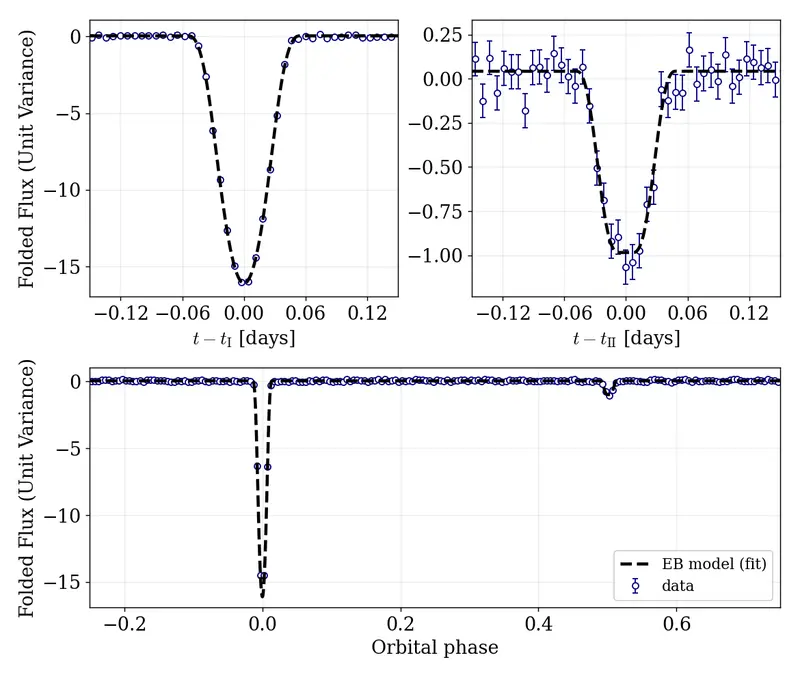 Folded Flux (Unit Variance)
0
−5
−10
−15
−0.12 −0.06 0.00 0.06 0.12
t − t_I [days]
0.25
0.00
−0.25
−0.50
−0.75
−1.00
−0.12 −0.06 0.00 0.06 0.12
t − t_II [days]
Folded Flux (Unit Variance)
0
−5
−10
−15
−0.2 0.0 0.2 0.4 0.6
Orbital phase
EB model (fit)
data